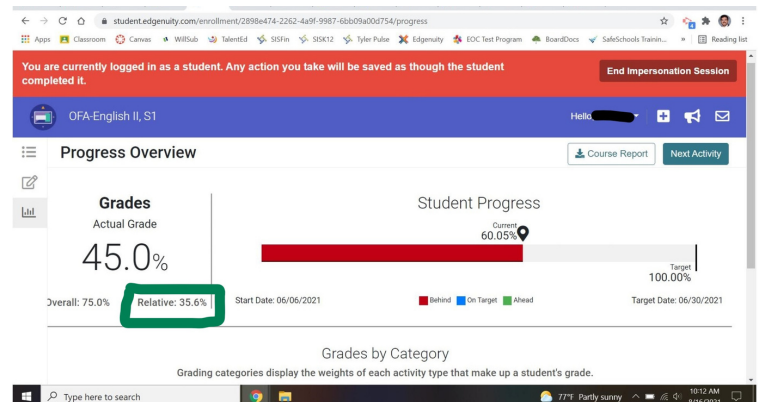 student.edgenuity.com/enrollment/2898e474-2262-4a9f-9987-6bb09a00d754/progress
Apps Classroom Canvas WillSub TalentEd SISFin SISK12 Tyler Pulse Edgenuity EOC Test Program BoardDocs SafeSchools Trainin... » Reading list
You are currently logged in as a student. Any action you take will be saved as though the student
completed it.
End Impersonation Session
OFA-English II, S1
Hello
Progress Overview
Course Report
Next Activity
Grades
Actual Grade
45.0%
Overall: 75.0%
Relative: 35.6%
Student Progress
Current
60.05%
Target
100.00%
Start Date: 06/06/2021
Behind On Target Ahead
Target Date: 06/30/2021
Grades by Category
Grading categories display the weights of each activity type that make up a student's grade.
Type here to search
77°F Partly sunny
10:12 AM
8/16/2021